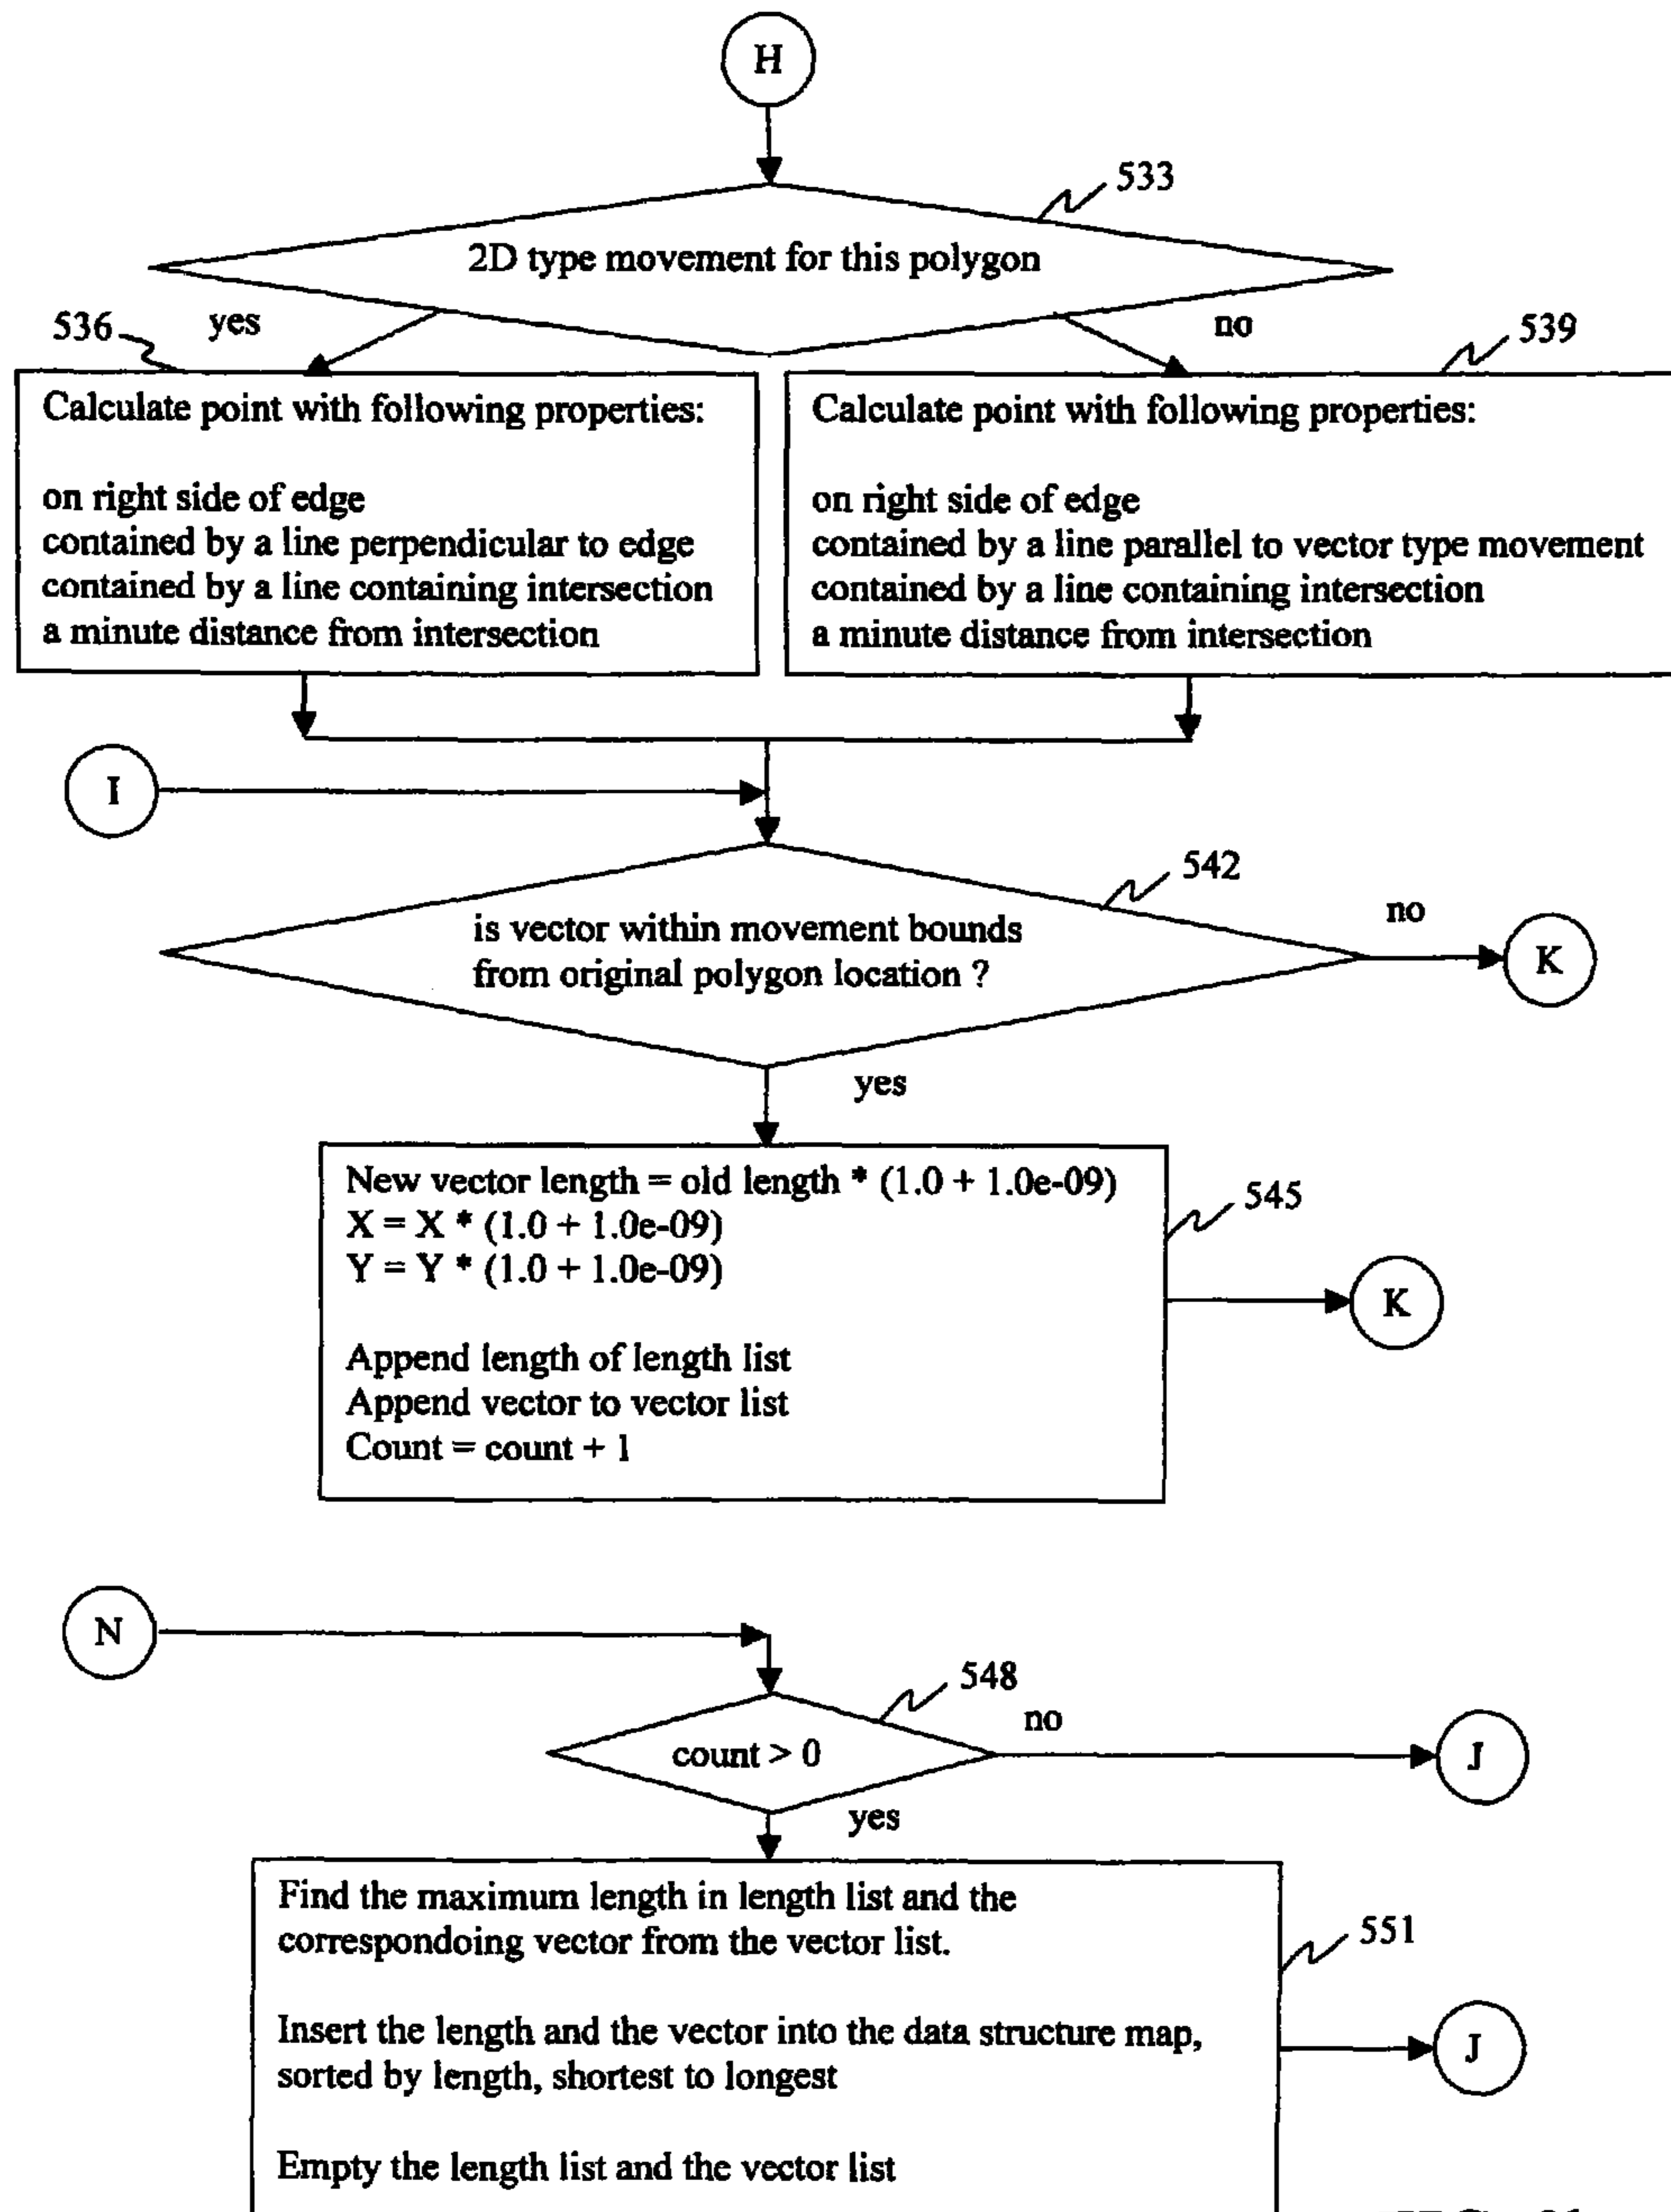 H
533
2D type movement for this polygon
536
yes
no
539
Calculate point with following properties:
on right side of edge
contained by a line perpendicular to edge
contained by a line containing intersection
a minute distance from intersection
Calculate point with following properties:
on right side of edge
contained by a line parallel to vector type movement
contained by a line containing intersection
a minute distance from intersection
I
542
is vector within movement bounds
from original polygon location ?
no
K
yes
New vector length = old length * (1.0 + 1.0e-09)
X = X * (1.0 + 1.0e-09)
Y = Y * (1.0 + 1.0e-09)
Append length of length list
Append vector to vector list
Count = count + 1
545
K
N
548
count > 0
no
J
yes
Find the maximum length in length list and the
correspondoing vector from the vector list.
Insert the length and the vector into the data structure map,
sorted by length, shortest to longest
Empty the length list and the vector list
551
J